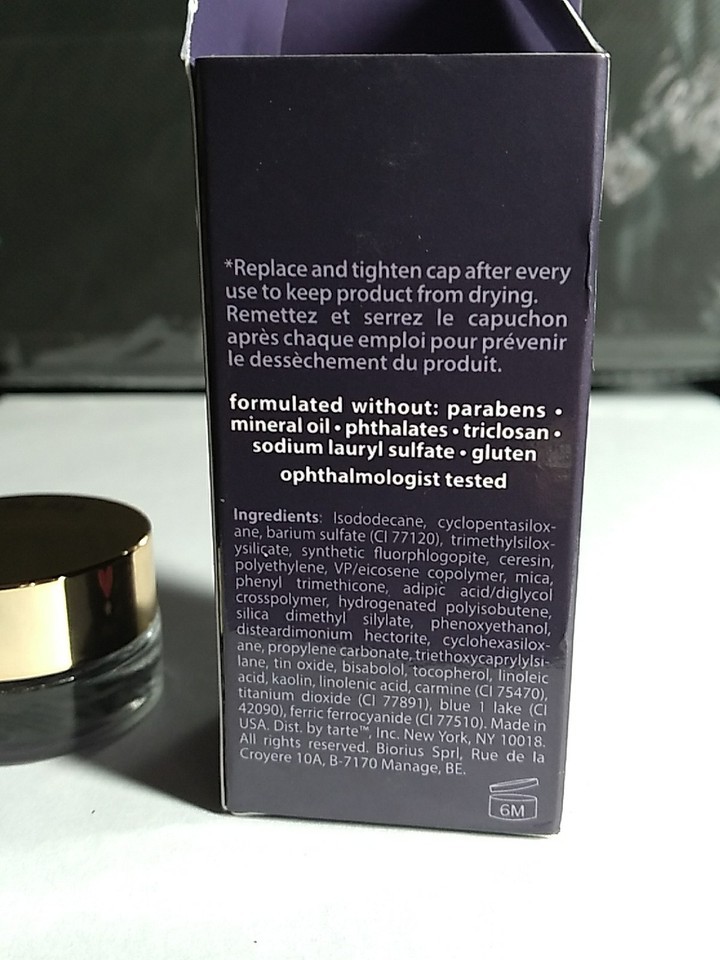 *Replace and tighten cap after every
use to keep product from drying.
Remettez et serrez le capuchon
après chaque emploi pour prévenir
le dessèchement du produit.
formulated without: parabens •
mineral oil • phthalates • triclosan •
sodium lauryl sulfate • gluten
ophthalmologist tested
Ingredients: Isododecane, cyclopentasilox-
ane, barium sulfate (CI 77120), trimethylsilox-
ysilicate, synthetic fluorphlogopite, ceresin,
polyethylene, VP/eicosene copolymer, mica,
phenyl trimethicone, adipic acid/diglycol
crosspolymer, hydrogenated polyisobutene,
silica dimethyl silylate, phenoxyethanol,
disteardimonium hectorite, cyclohexasilox-
ane, propylene carbonate, triethoxycaprylylsi-
lane, tin oxide, bisabolol, tocopherol, linoleic
acid, kaolin, linolenic acid, carmine (CI 75470),
titanium dioxide (CI 77891), blue 1 lake (CI
42090), ferric ferrocyanide (CI 77510). Made in
USA. Dist. by tarte™, Inc. New York, NY 10018.
All rights reserved. Biorius Sprl, Rue de la
Croyere 10A, B-7170 Manage, BE.
6M